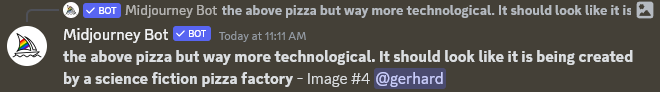 BOT Midjourney Bot the above pizza but way more technological. It should look like it is
Midjourney Bot BOT Today at 11:11 AM
the above pizza but way more technological. It should look like it is being created
by a science fiction pizza factory - Image #4 @gerhard